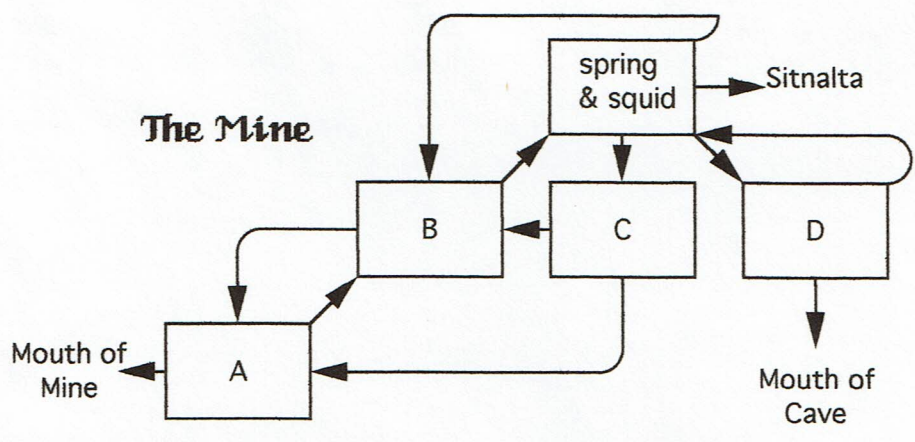 spring
& squid
Sitnalta
The Mine
B
C
D
A
Mouth of
Mine
Mouth of
Cave